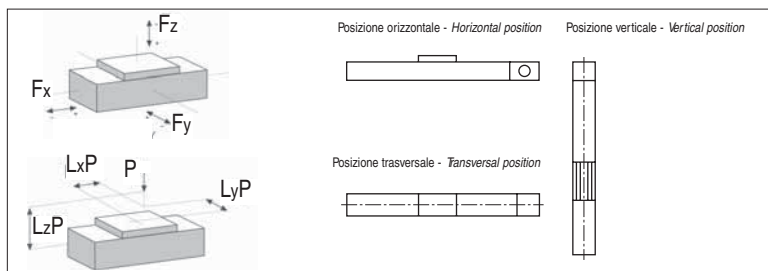 Fz
Fx
Fy
LxP
P
LyP
LzP
Posizione orizzontale - Horizontal position
Posizione verticale - Vertical position
Posizione trasversale - Transversal position